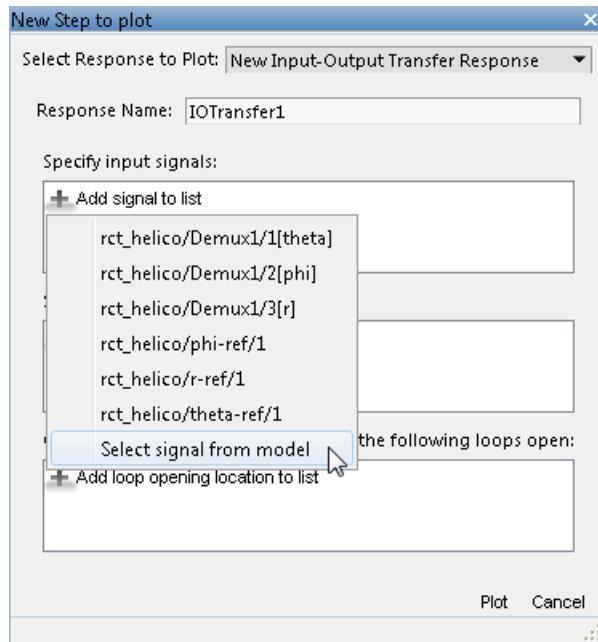 New Step to plot
Select Response to Plot: New Input-Output Transfer Response
Response Name: IOTransfer1
Specify input signals:
Add signal to list
rct_helico/Demux1/1[theta]
rct_helico/Demux1/2[phi]
rct_helico/Demux1/3[r]
rct_helico/phi-ref/1
rct_helico/r-ref/1
rct_helico/theta-ref/1
Select signal from model
the following loops open:
Add loop opening location to list
Plot Cancel